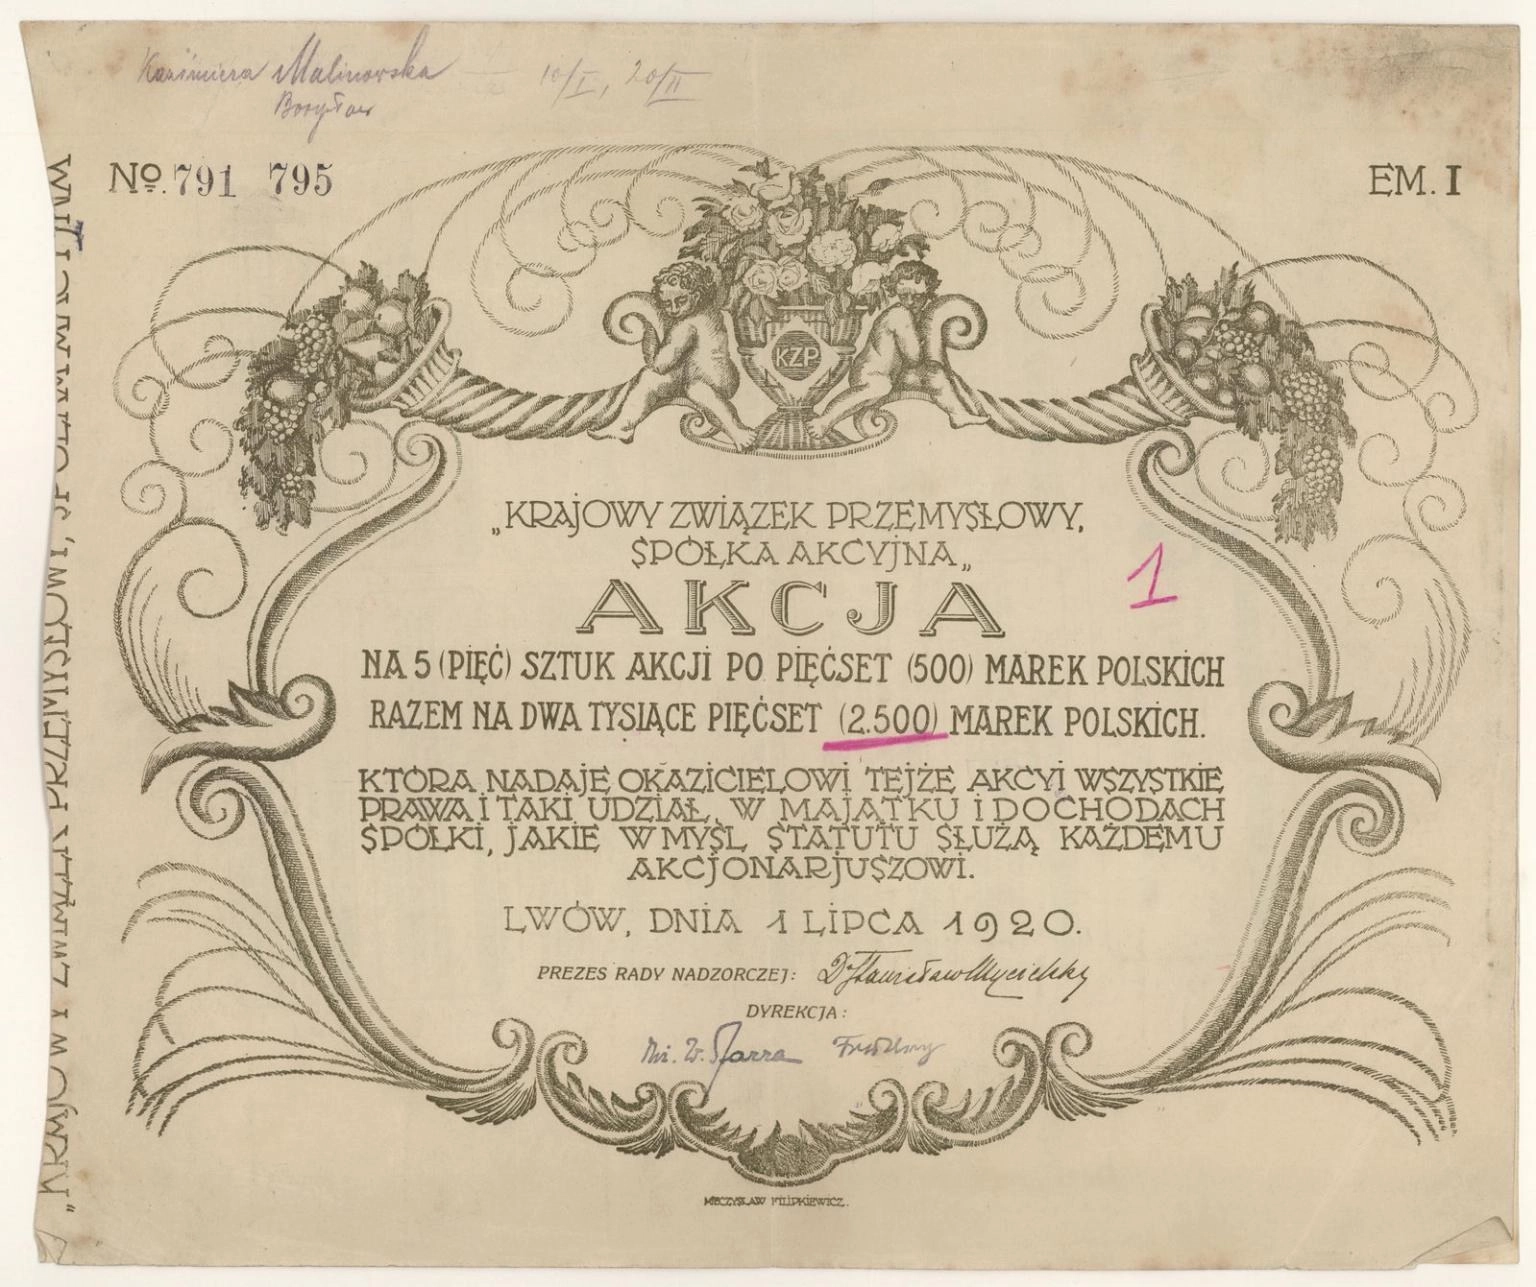 Kazimiera Malinowska 10/I, 20/II
Borysław
No. 791 795
EM. I
KZP
„KRAJOWY ZWIĄZEK PRZEMYSŁOWY,
SPÓŁKA AKCYJNA„
AKCJA
1
NA 5 (PIĘĆ) SZTUK AKCJI PO PIĘĆSET (500) MAREK POLSKICH
RAZEM NA DWA TYSIĄCE PIĘĆSET (2.500) MAREK POLSKICH.
KTÓRA NADAJE OKAZICIELOWI TEJŻE AKCYI WSZYSTKIE
PRAWA I TAKI UDZIAŁ W MAJĄTKU I DOCHODACH
SPÓŁKI, JAKIE W MYŚL STATUTU SŁUŻĄ KAŻDEMU
AKCJONARJUSZOWI.
LWÓW, DNIA 1 LIPCA 1920.
PREZES RADY NADZORCZEJ: Dr Stanisław Mycielski
DYREKCJA:
MIECZYSŁAW FILIPKIEWICZ.
"KRAJOWY ZWIĄZEK PRZEMYSŁOWY, S